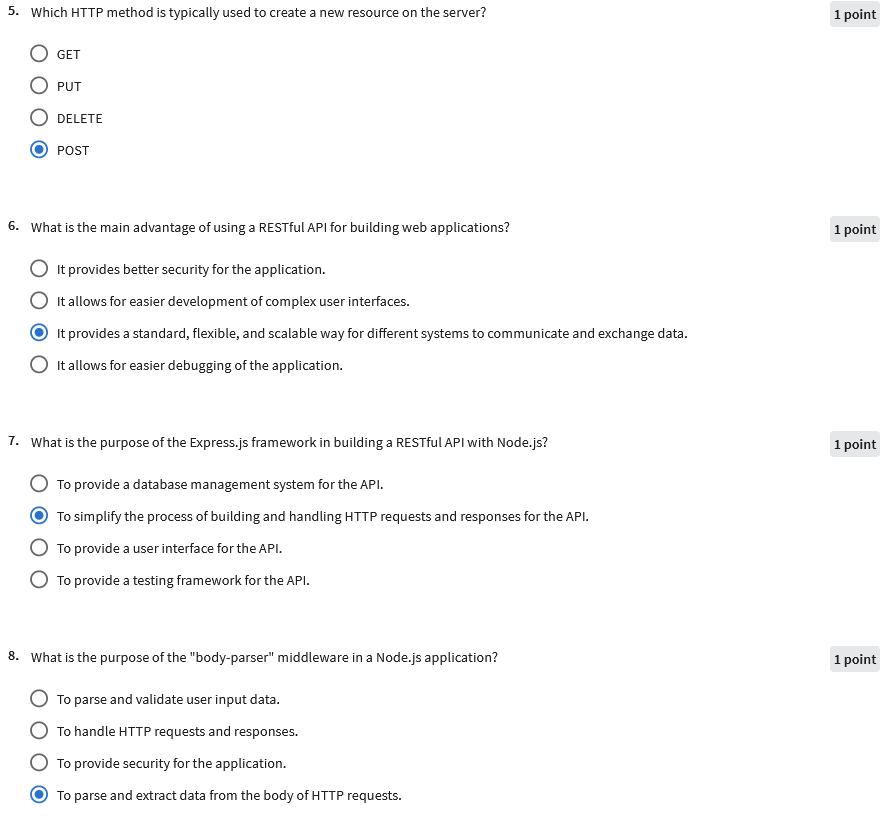 5. Which HTTP method is typically used to create a new resource on the server? 1 point
GET
PUT
DELETE
POST
6. What is the main advantage of using a RESTful API for building web applications? 1 point
It provides better security for the application.
It allows for easier development of complex user interfaces.
It provides a standard, flexible, and scalable way for different systems to communicate and exchange data.
It allows for easier debugging of the application.
7. What is the purpose of the Express.js framework in building a RESTful API with Node.js? 1 point
To provide a database management system for the API.
To simplify the process of building and handling HTTP requests and responses for the API.
To provide a user interface for the API.
To provide a testing framework for the API.
8. What is the purpose of the "body-parser" middleware in a Node.js application? 1 point
To parse and validate user input data.
To handle HTTP requests and responses.
To provide security for the application.
To parse and extract data from the body of HTTP requests.